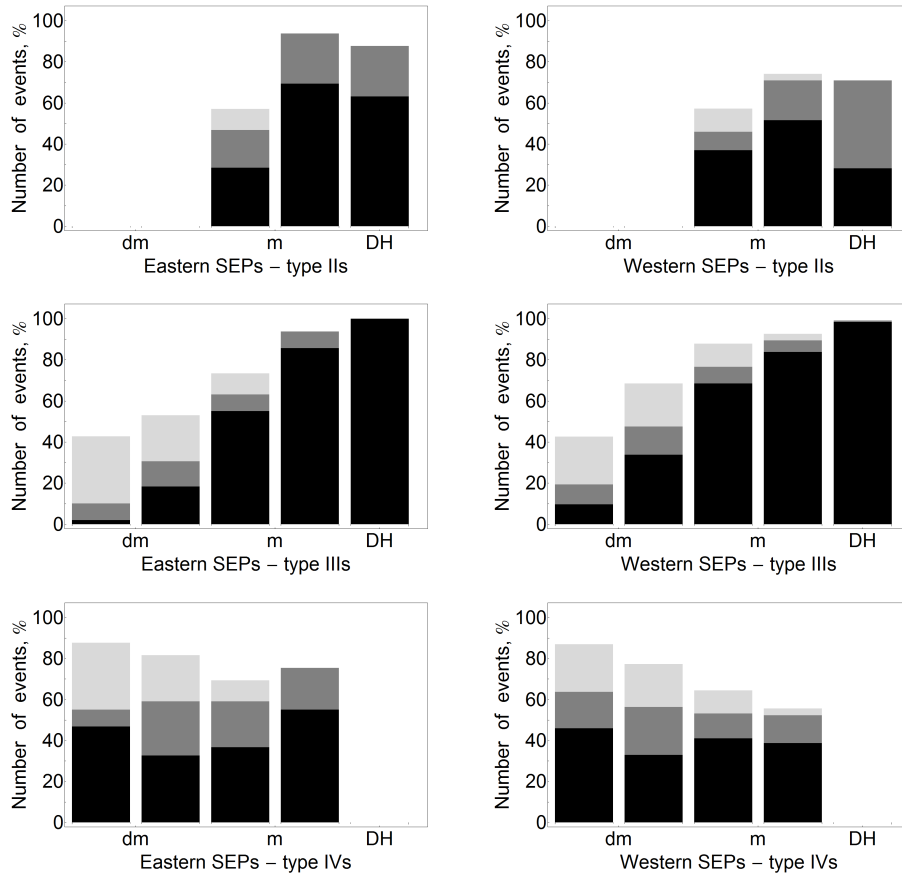 Number of events, %
100
80
60
40
20
0
dm m DH
Eastern SEPs – type IIs
Number of events, %
100
80
60
40
20
0
dm m DH
Western SEPs – type IIs
Number of events, %
100
80
60
40
20
0
dm m DH
Eastern SEPs – type IIIs
Number of events, %
100
80
60
40
20
0
dm m DH
Western SEPs – type IIIs
Number of events, %
100
80
60
40
20
0
dm m DH
Eastern SEPs – type IVs
Number of events, %
100
80
60
40
20
0
dm m DH
Western SEPs – type IVs